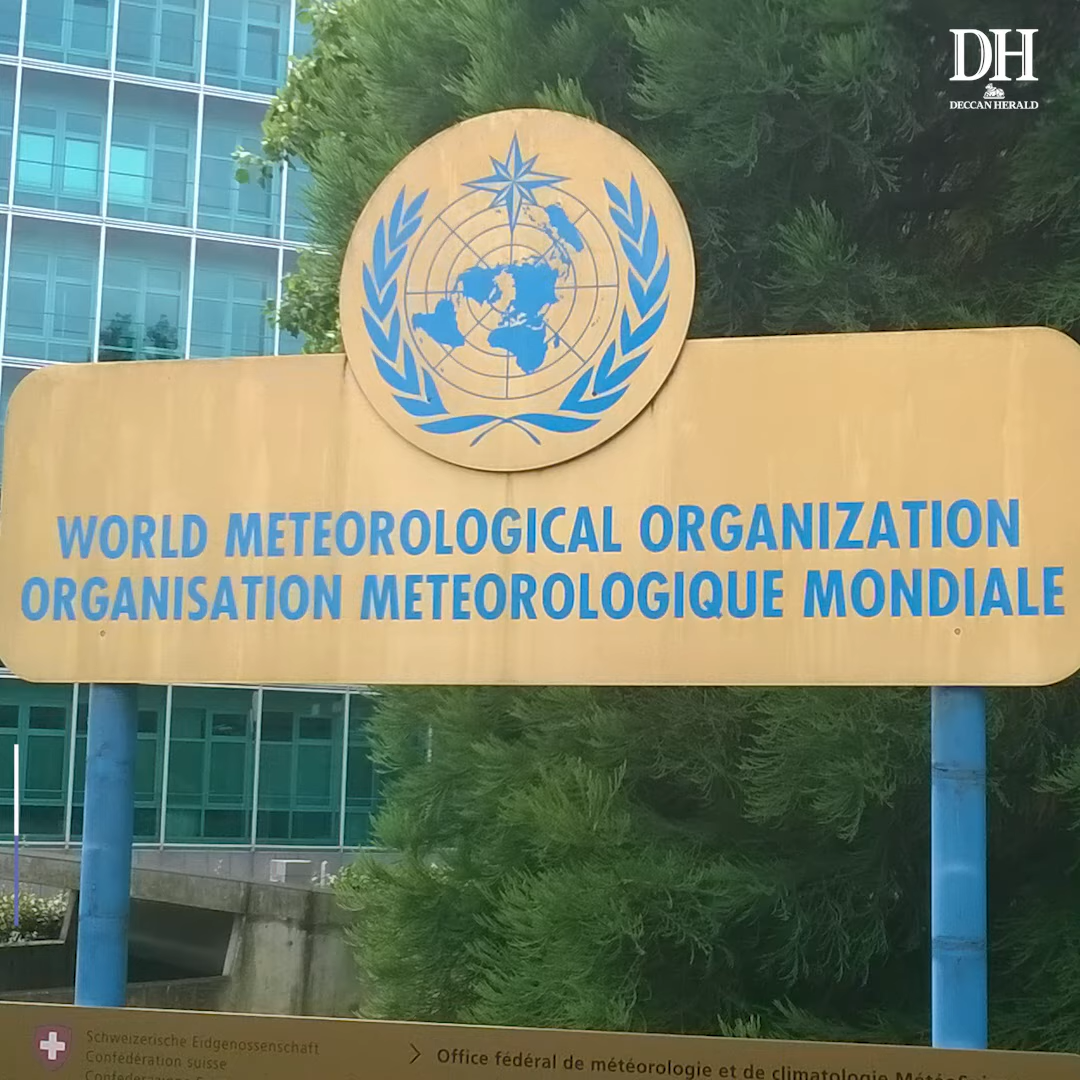 DH
DECCAN HERALD
WORLD METEOROLOGICAL ORGANIZATION
ORGANISATION METEOROLOGIQUE MONDIALE
Schweizerische Eidgenossenschaft
Confédération suisse
Confederazione
> Office fédéral de météorologie et de climatologie